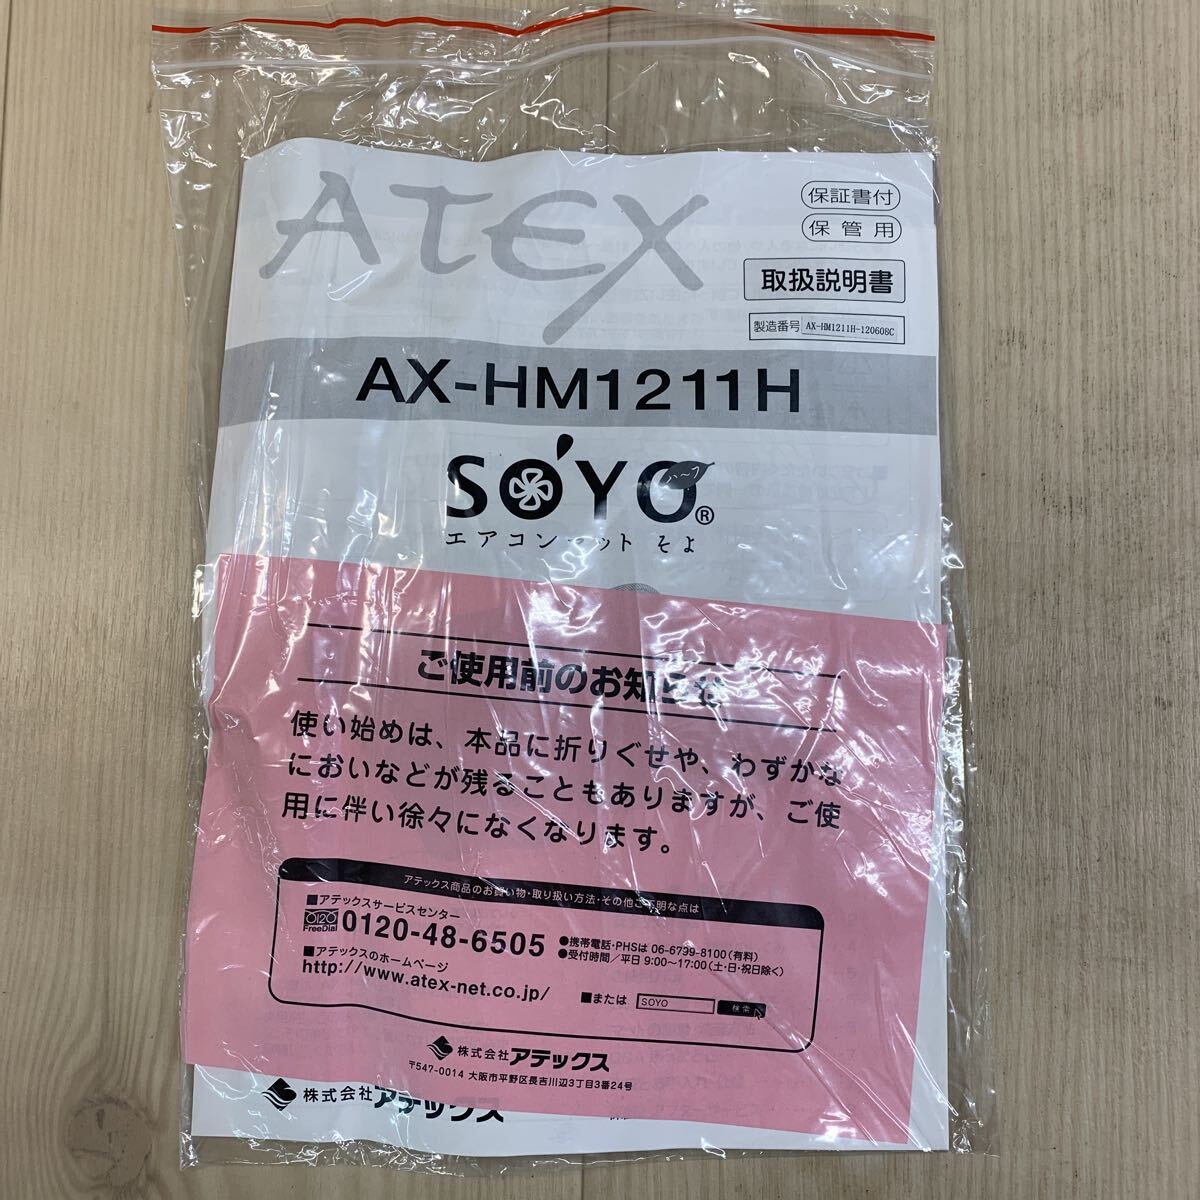 ATEX
保証書付
保管用
取扱説明書
製造番号 AX-HM1211H-120608C
AX-HM1211H
SO'YO ハーフ ®
エアコンマット そよ
ご使用前のお知らせ
使い始めは、本品に折りぐせや、わずかな
においなどが残ることもありますが、ご使
用に伴い徐々になくなります。
アテックス商品のお買い物・取り扱い方法・その他ご不明な点は
■アテックスサービスセンター
0120 FreeDial 0120-48-6505
●携帯電話・PHSは 06-6799-8100(有料)
●受付時間/平日 9:00〜17:00(土・日・祝日除く)
■アテックスのホームページ
http://www.atex-net.co.jp/
■または SOYO 検索
株式会社アテックス
〒547-0014 大阪市平野区長吉川辺3丁目3番24号
株式会社アテックス